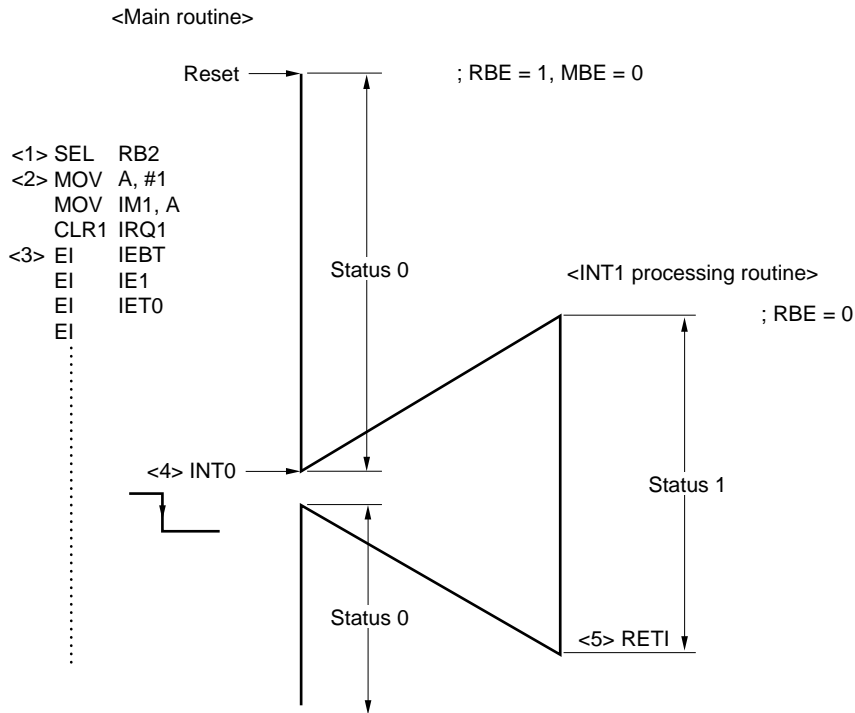 <Main routine>
Reset
; RBE = 1, MBE = 0
<1> SEL RB2
<2> MOV A, #1
MOV IM1, A
CLR1 IRQ1
<3> EI IEBT
EI IE1
EI IET0
EI
Status 0
<INT1 processing routine>
; RBE = 0
<4> INT0
Status 1
Status 0
<5> RETI